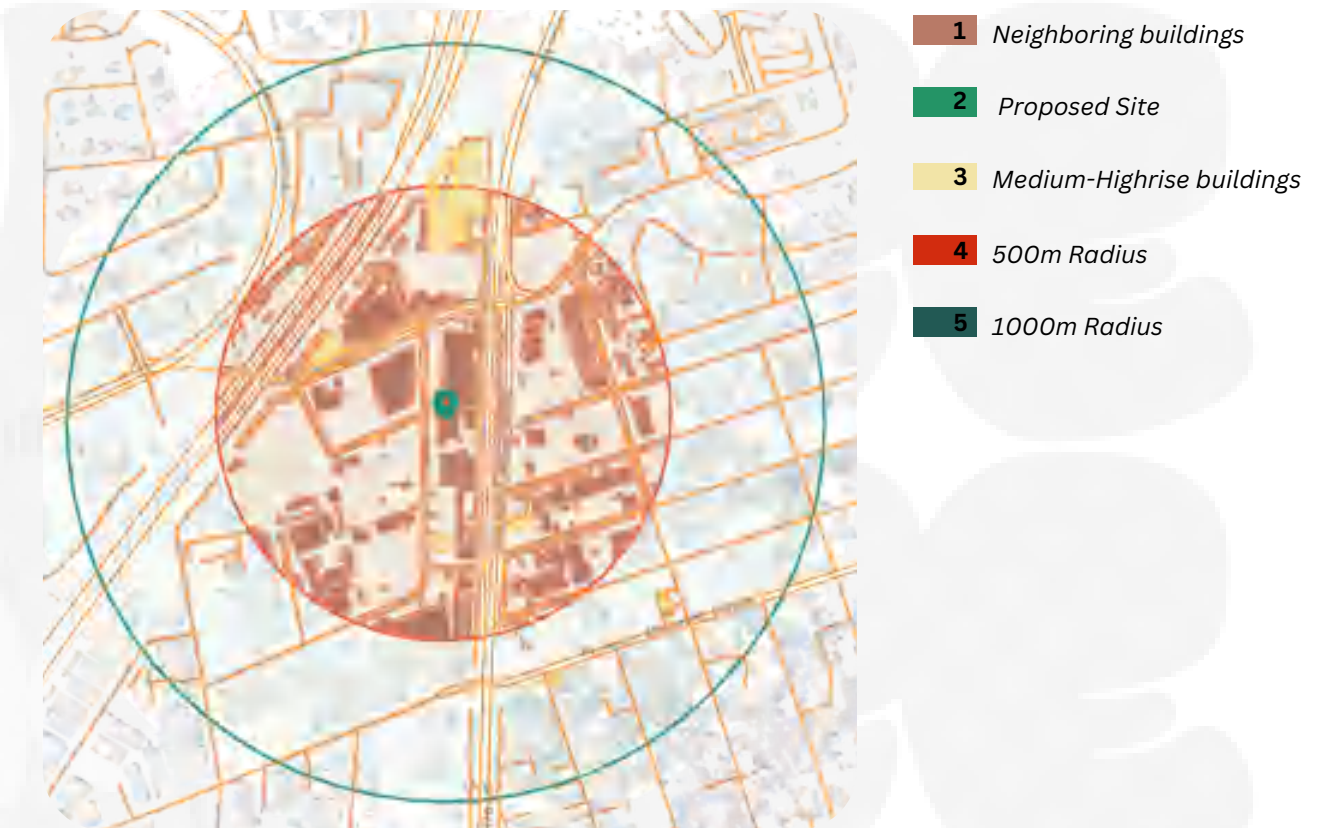 1 Neighboring buildings
2 Proposed Site
3 Medium-Highrise buildings
4 500m Radius
5 1000m Radius